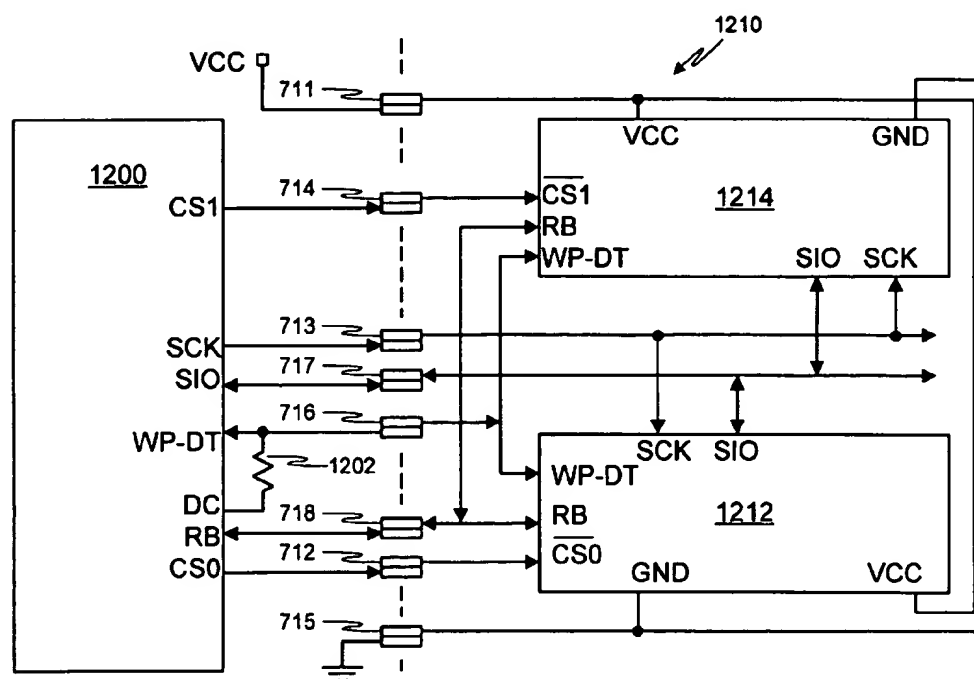 1210
VCC
711
VCC
GND
1200
CS1
714
CS1
1214
RB
WP-DT
SIO
SCK
713
SCK
717
SIO
716
WP-DT
SCK
SIO
1202
WP-DT
DC
718
RB
RB
1212
712
CS0
CS0
GND
VCC
715